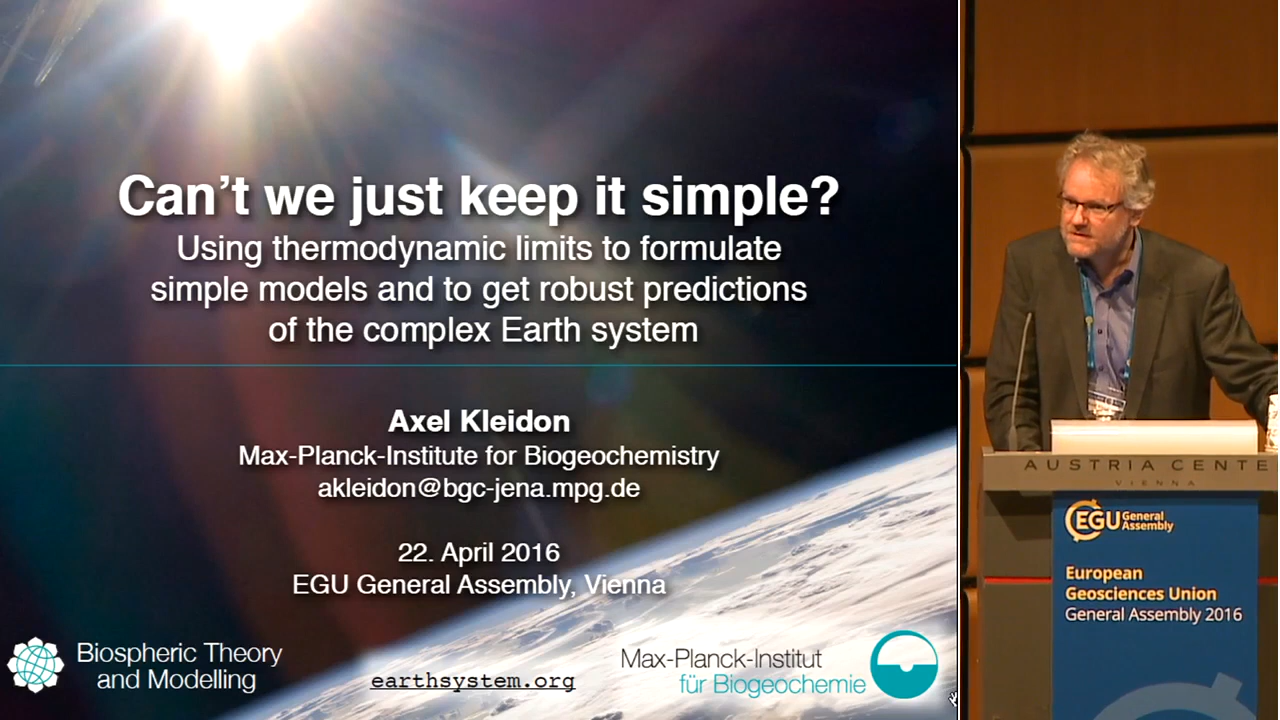 Can't we just keep it simple?
Using thermodynamic limits to formulate
simple models and to get robust predictions
of the complex Earth system
Axel Kleidon
Max-Planck-Institute for Biogeochemistry
akleidon@bgc-jena.mpg.de
22. April 2016
EGU General Assembly, Vienna
Biospheric Theory
and Modelling
earthsystem.org
Max-Planck-Institut
für Biogeochemie
AUSTRIA CENTE
VIENNA
EGU General
Assembly
European
Geosciences Union
General Assembly 2016